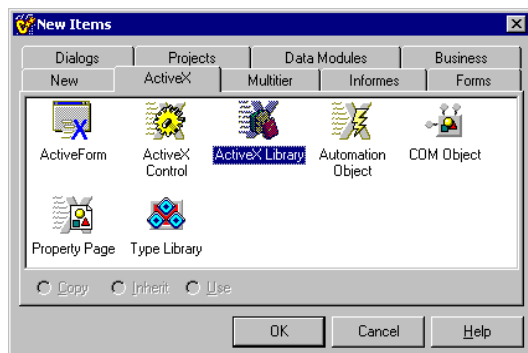 New Items
Dialogs Projects Data Modules Business
New ActiveX Multitier Informes Forms
ActiveForm ActiveX Control ActiveX Library Automation Object COM Object
Property Page Type Library
Copy Inherit Use
OK Cancel Help